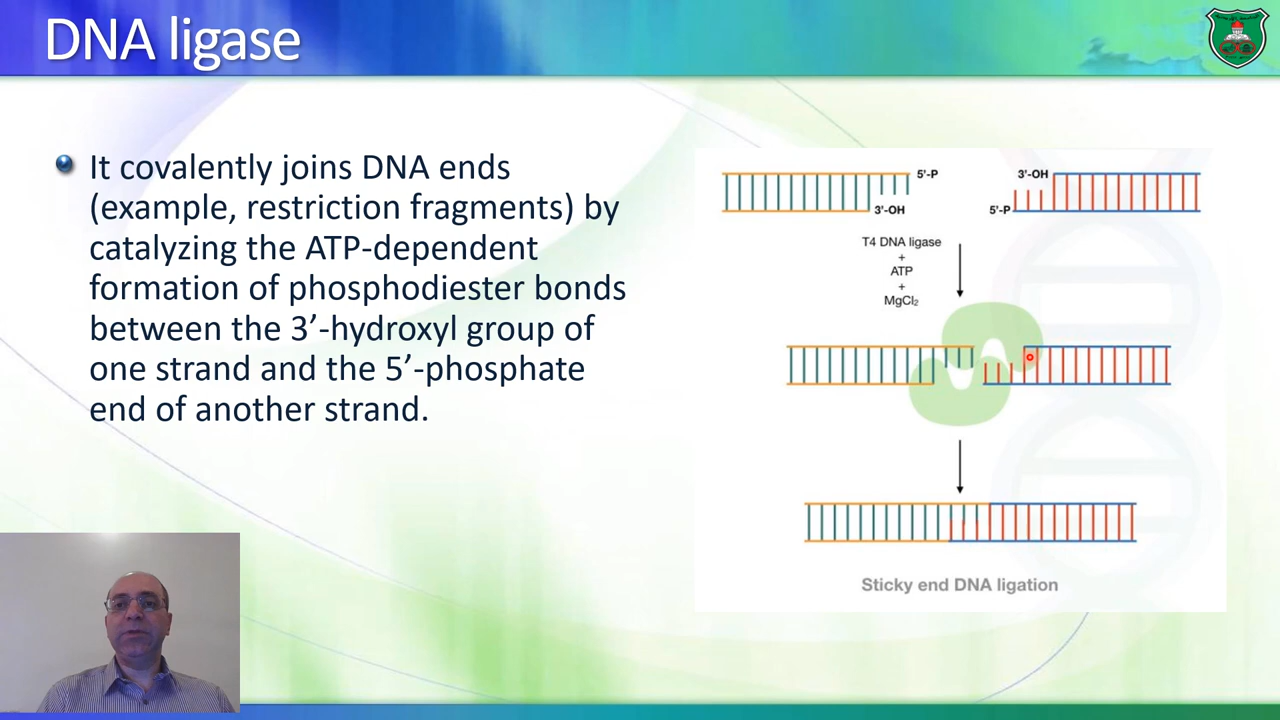 DNA ligase
It covalently joins DNA ends
(example, restriction fragments) by
catalyzing the ATP-dependent
formation of phosphodiester bonds
between the 3’-hydroxyl group of
one strand and the 5’-phosphate
end of another strand.
5'-P
3'-OH
3'-OH
5'-P
T4 DNA ligase
+
ATP
+
MgCl₂
Sticky end DNA ligation